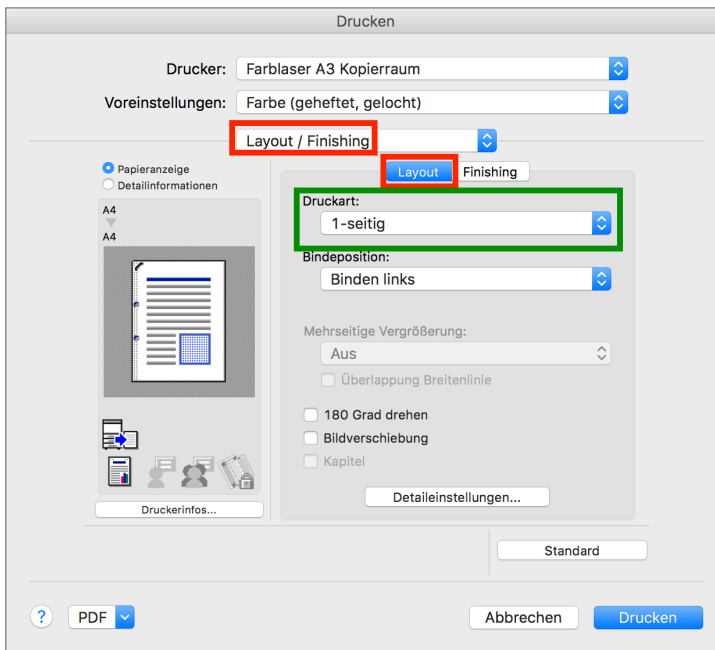 Drucken
Drucker: Farblaser A3 Kopierraum
Voreinstellungen: Farbe (geheftet, gelocht)
Layout / Finishing
Papieranzeige
Detailinformationen
A4
A4
Druckerinfos...
Layout Finishing
Druckart:
1-seitig
Bindeposition:
Binden links
Mehrseitige Vergrößerung:
Aus
Überlappung Breitenlinie
180 Grad drehen
Bildverschiebung
Kapitel
Detaileinstellungen...
Standard
? PDF Abbrechen Drucken